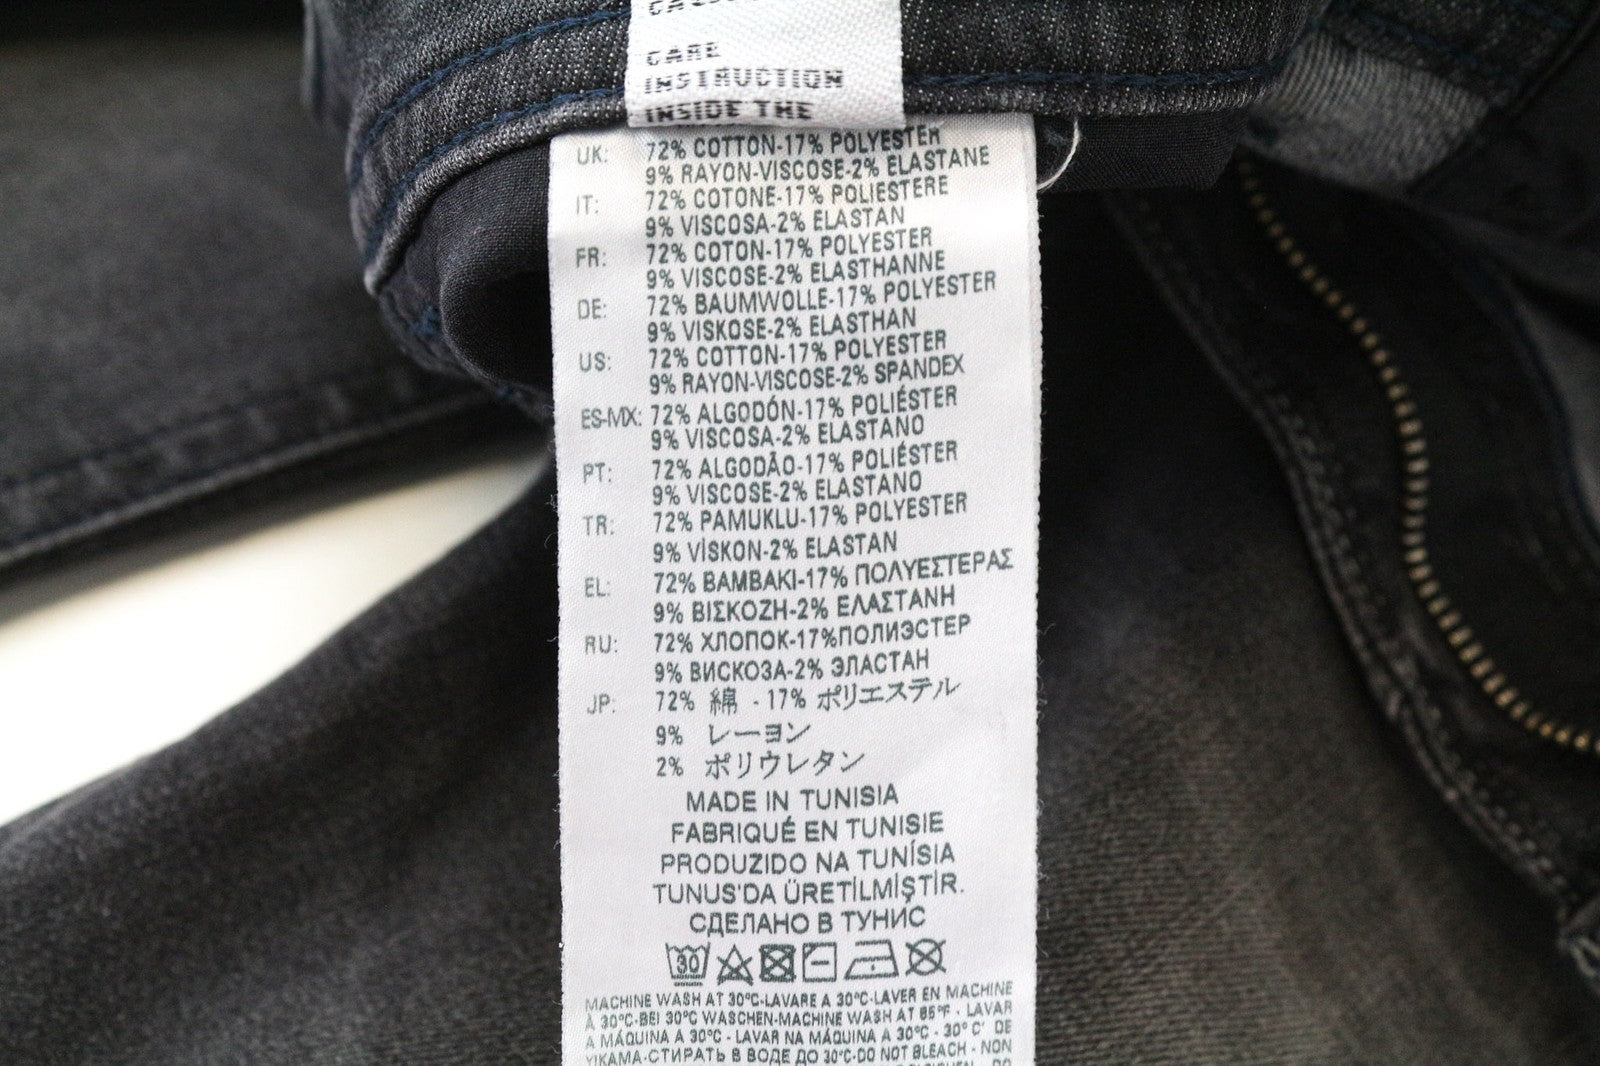 CARE
INSTRUCTION
INSIDE THE
UK: 72% COTTON-17% POLYESTER
9% RAYON-VISCOSE-2% ELASTANE
IT: 72% COTONE-17% POLIESTERE
9% VISCOSA-2% ELASTAN
FR: 72% COTON-17% POLYESTER
9% VISCOSE-2% ELASTHANNE
DE: 72% BAUMWOLLE-17% POLYESTER
9% VISKOSE-2% ELASTHAN
US: 72% COTTON-17% POLYESTER
9% RAYON-VISCOSE-2% SPANDEX
ES-MX: 72% ALGODÓN-17% POLIÉSTER
9% VISCOSA-2% ELASTANO
PT: 72% ALGODÃO-17% POLIÉSTER
9% VISCOSE-2% ELASTANO
TR: 72% PAMUKLU-17% POLYESTER
9% VİSKON-2% ELASTAN
EL: 72% ΒΑΜΒΑΚΙ-17% ΠΟΛΥΕΣΤΕΡΑΣ
9% ΒΙΣΚΟΖΗ-2% ΕΛΑΣΤΑΝΗ
RU: 72% ХЛОПОК-17%ПОЛИЭСТЕР
9% ВИСКОЗА-2% ЭЛАСТАН
JP: 72% 綿 - 17% ポリエステル
9% レーヨン
2% ポリウレタン
MADE IN TUNISIA
FABRIQUÉ EN TUNISIE
PRODUZIDO NA TUNÍSIA
TUNUS'DA ÜRETİLMİŞTİR.
СДЕЛАНО В ТУНИС
30
MACHINE WASH AT 30°C-LAVARE A 30°C-LAVER EN MACHINE
À 30°C-BEI 30°C WASCHEN-MACHINE WASH AT 85°F - LAVAR
A MÁQUINA A 30°C - LAVAR NA MÁQUINA A 30°C - 30°C' DE
YIKAMA-СТИРАТЬ В ВОДЕ ДО 30°C-DO NOT BLEACH - NON